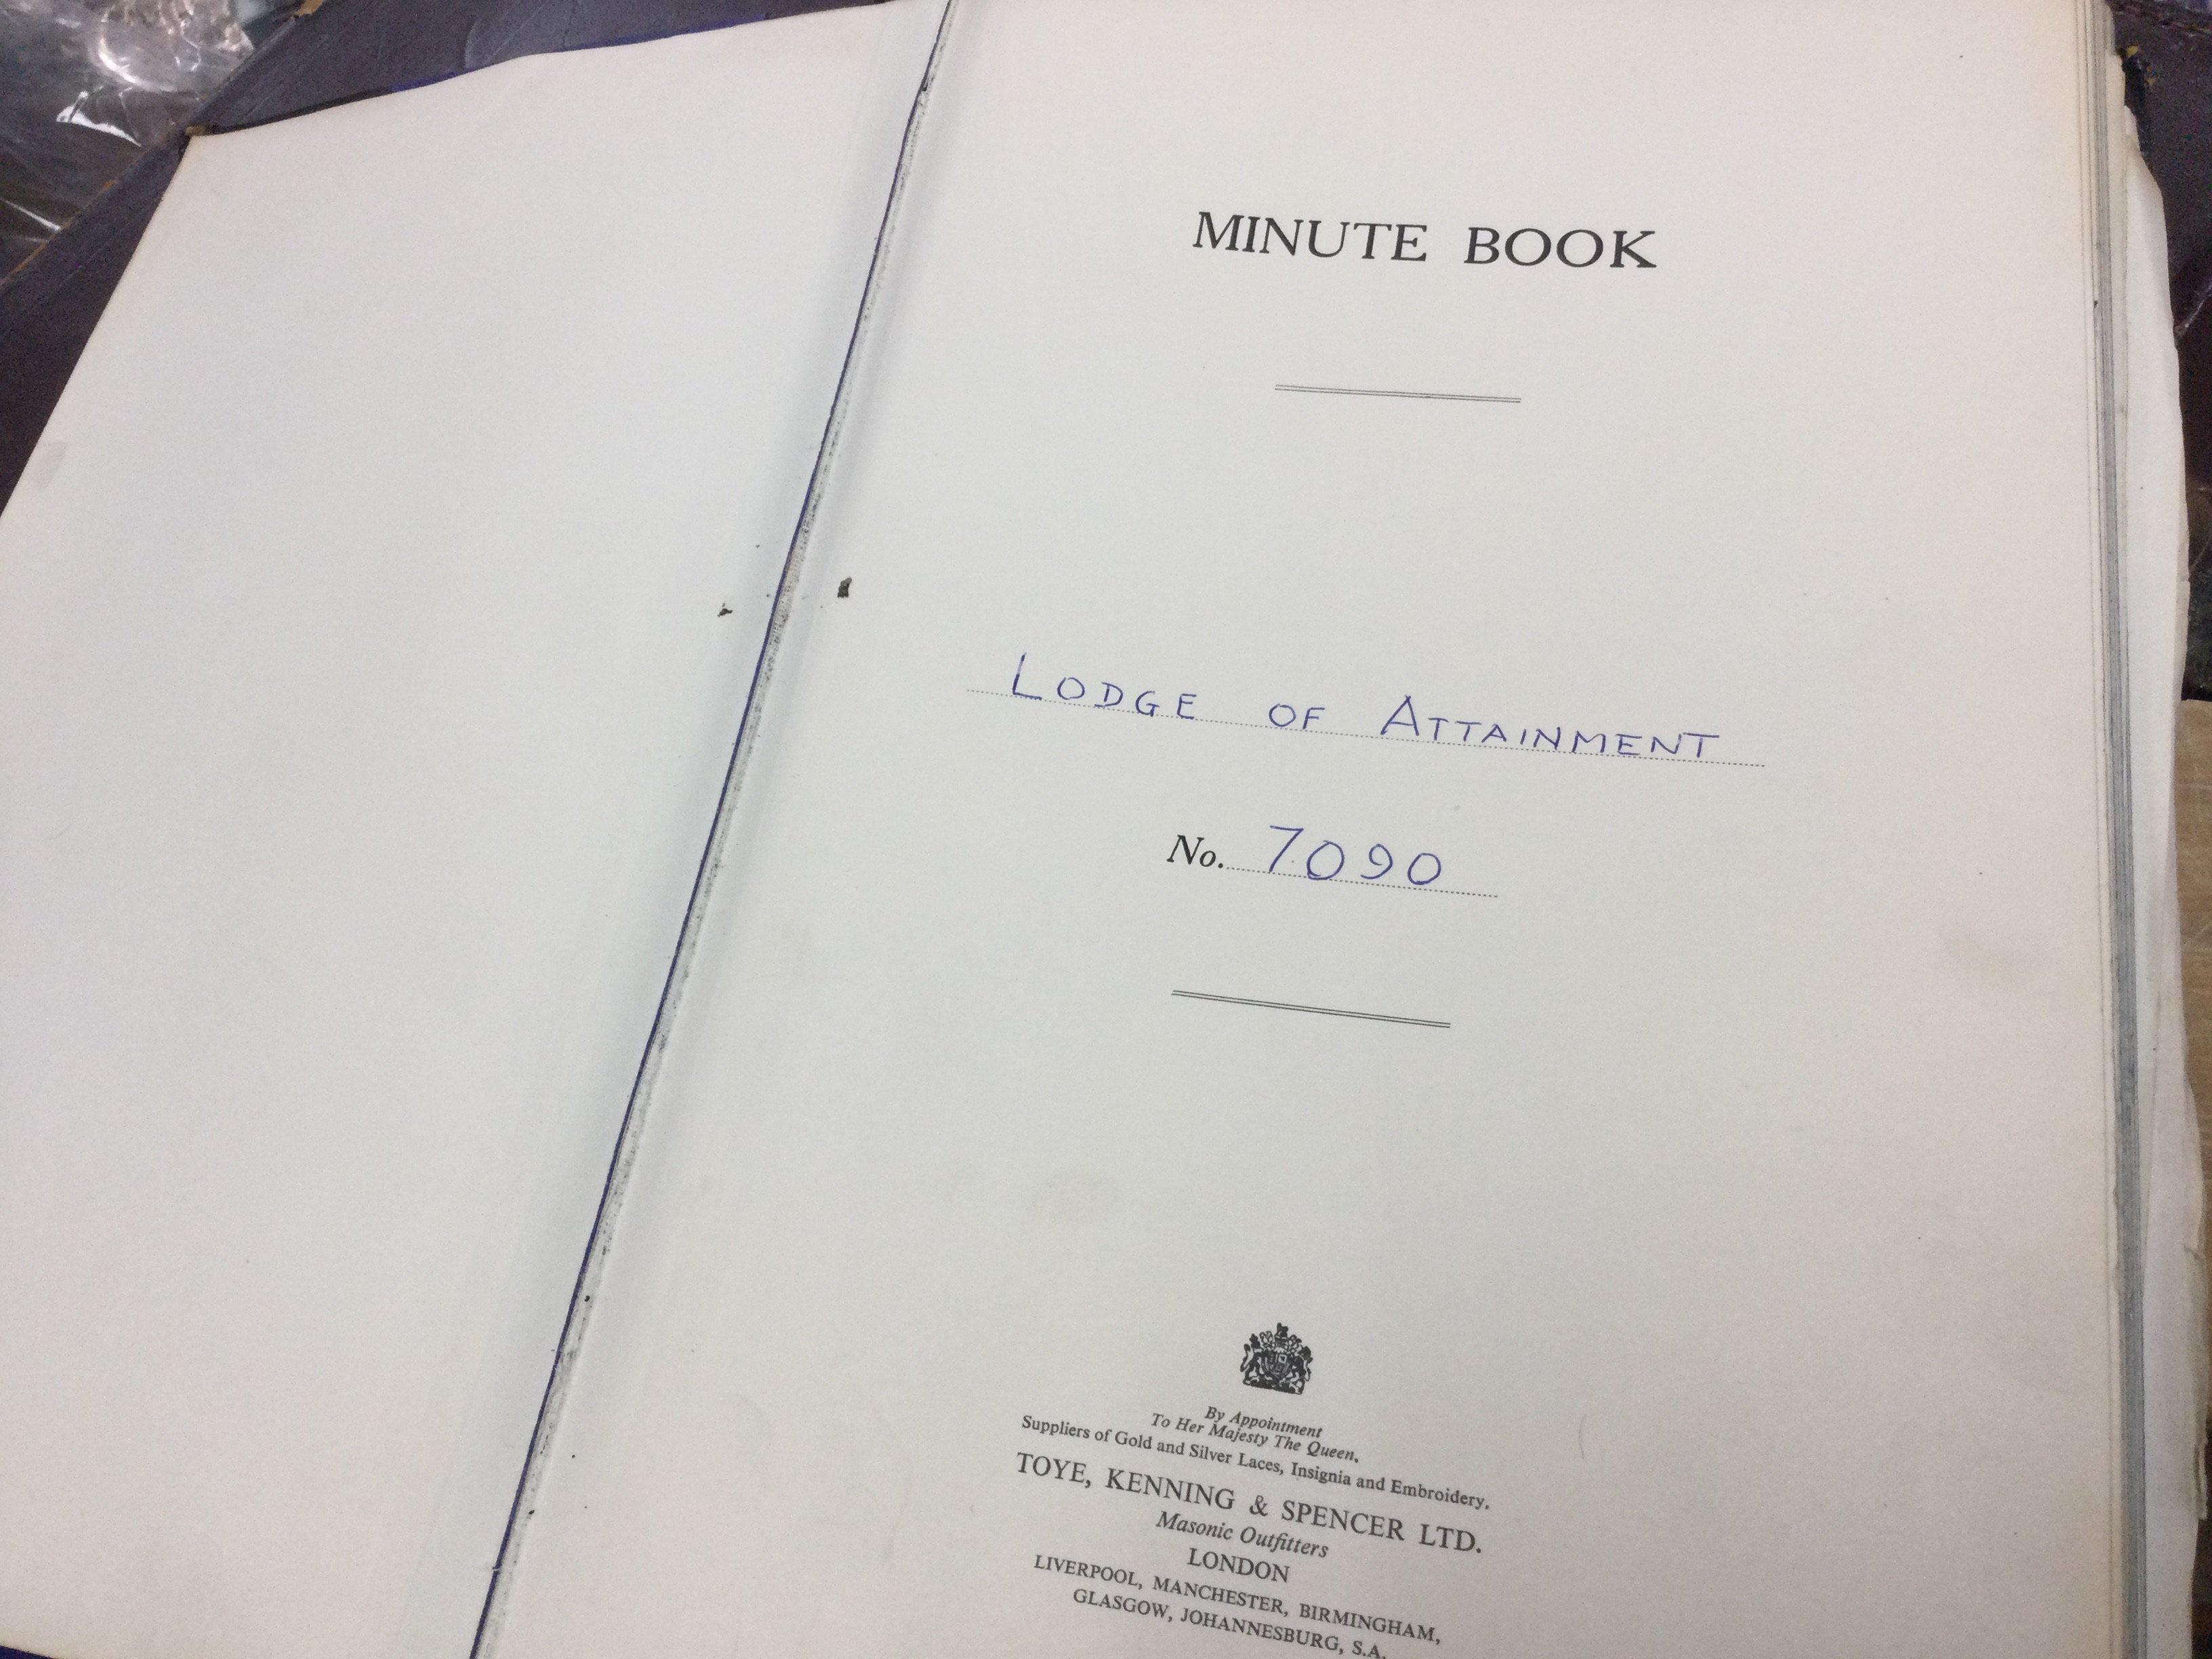 MINUTE BOOK
LODGE OF ATTAINMENT
No. 7090
By Appointment
To Her Majesty The Queen,
Suppliers of Gold and Silver Laces, Insignia and Embroidery.
TOYE, KENNING & SPENCER LTD.
Masonic Outfitters
LONDON
LIVERPOOL, MANCHESTER, BIRMINGHAM,
GLASGOW, JOHANNESBURG, S.A.